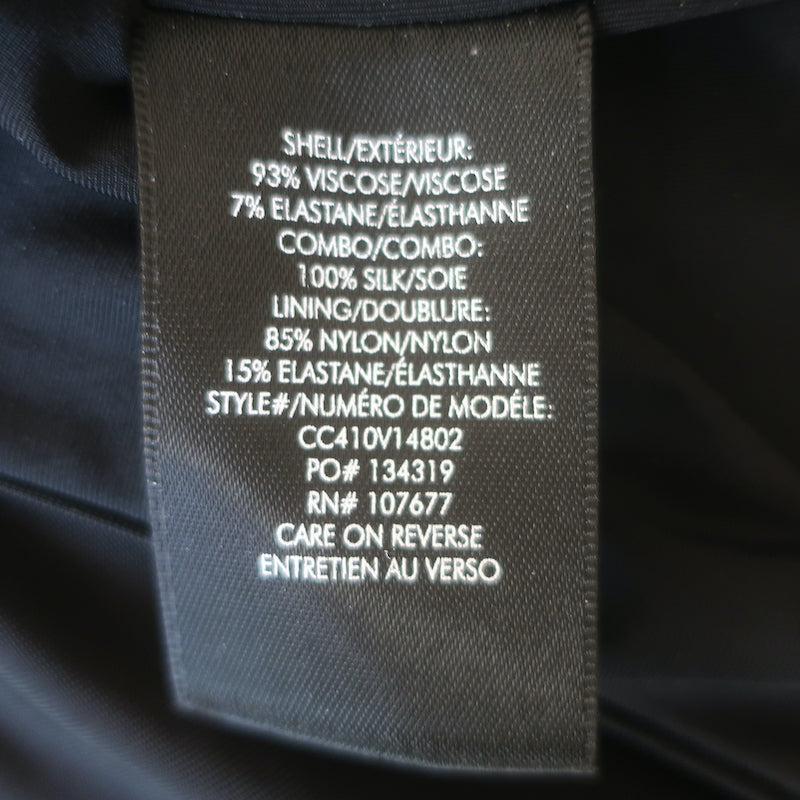 SHELL/EXTÉRIEUR:
93% VISCOSE/VISCOSE
7% ELASTANE/ÉLASTHANNE
COMBO/COMBO:
100% SILK/SOIE
LINING/DOUBLURE:
85% NYLON/NYLON
15% ELASTANE/ÉLASTHANNE
STYLE#/NUMÉRO DE MODÉLE:
CC410V14802
PO# 134319
RN# 107677
CARE ON REVERSE
ENTRETIEN AU VERSO